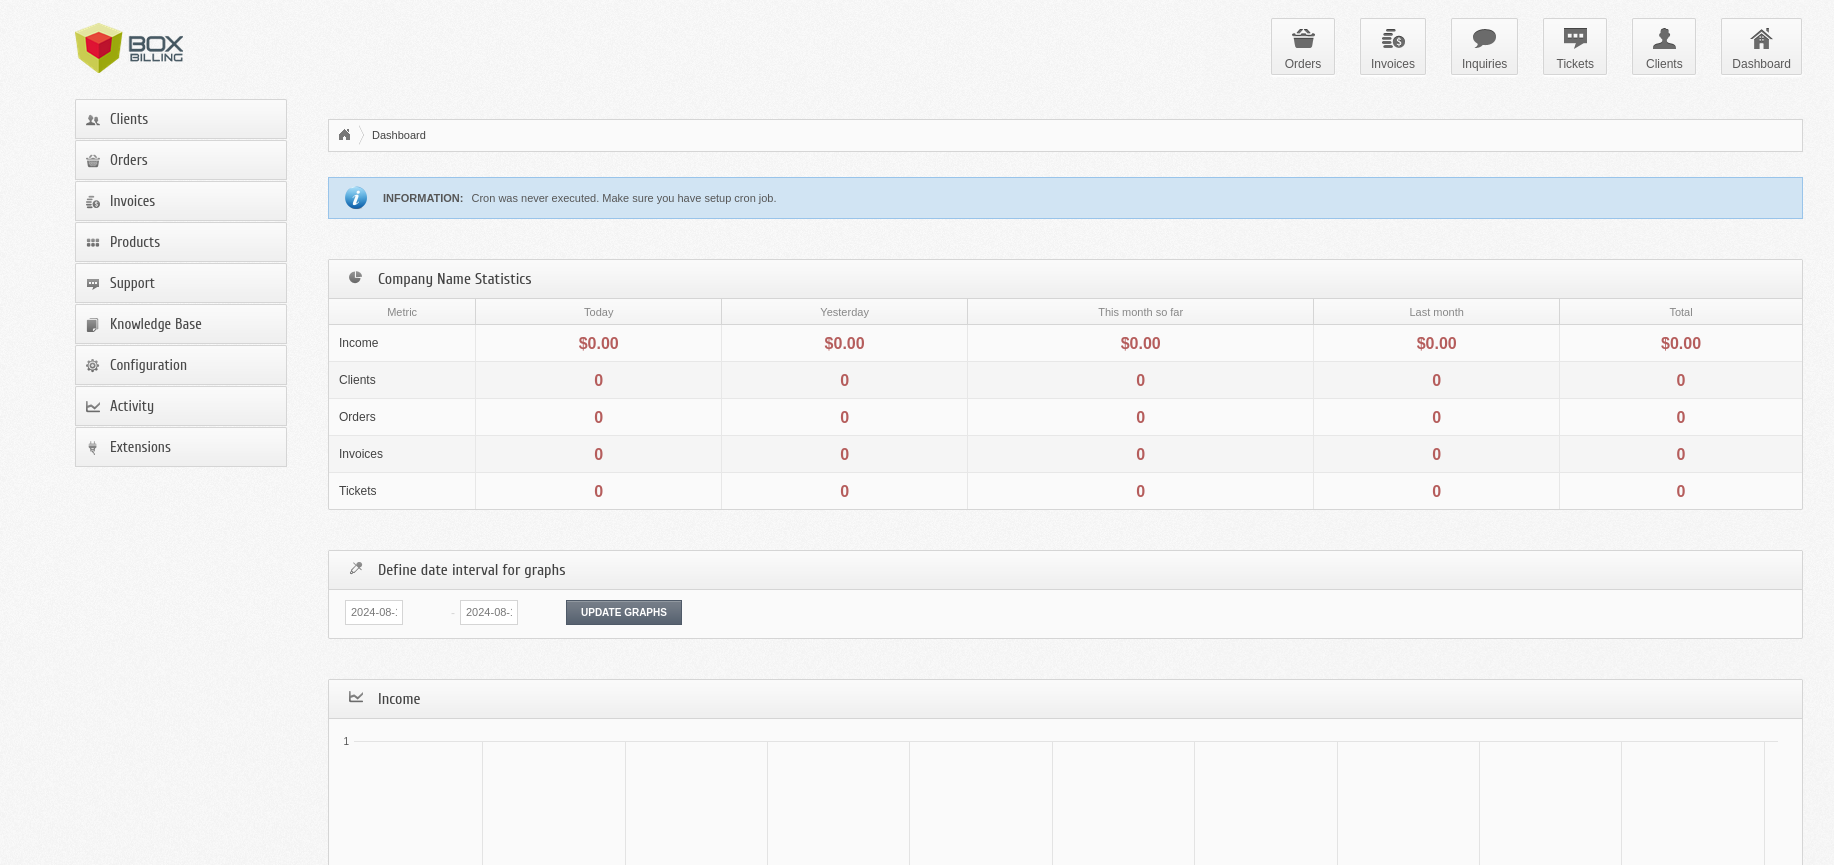 BOX
BILLING
Orders
Invoices
Inquiries
Tickets
Clients
Dashboard
Clients
Orders
Invoices
Products
Support
Knowledge Base
Configuration
Activity
Extensions
Dashboard
INFORMATION: Cron was never executed. Make sure you have setup cron job.
Company Name Statistics
Metric Today Yesterday This month so far Last month Total
Income $0.00 $0.00 $0.00 $0.00 $0.00
Clients 0 0 0 0 0
Orders 0 0 0 0 0
Invoices 0 0 0 0 0
Tickets 0 0 0 0 0
Define date interval for graphs
2024-08- - 2024-08- UPDATE GRAPHS
Income
1